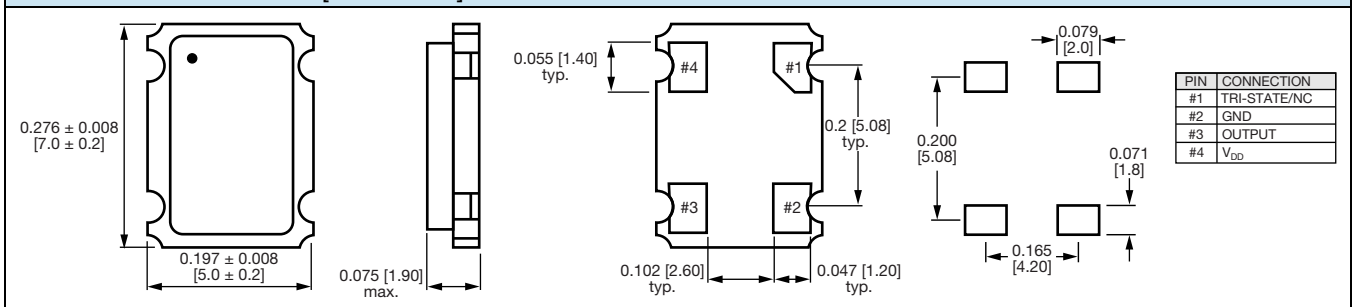 0.276 ± 0.008
[7.0 ± 0.2]
0.197 ± 0.008
[5.0 ± 0.2]
0.075 [1.90]
max.
0.055 [1.40]
typ.
#4
#1
#3
#2
0.2 [5.08]
typ.
0.102 [2.60]
typ.
0.047 [1.20]
typ.
0.079
[2.0]
0.200
[5.08]
0.071
[1.8]
0.165
[4.20]
PIN CONNECTION
#1 TRI-STATE/NC
#2 GND
#3 OUTPUT
#4 VDD